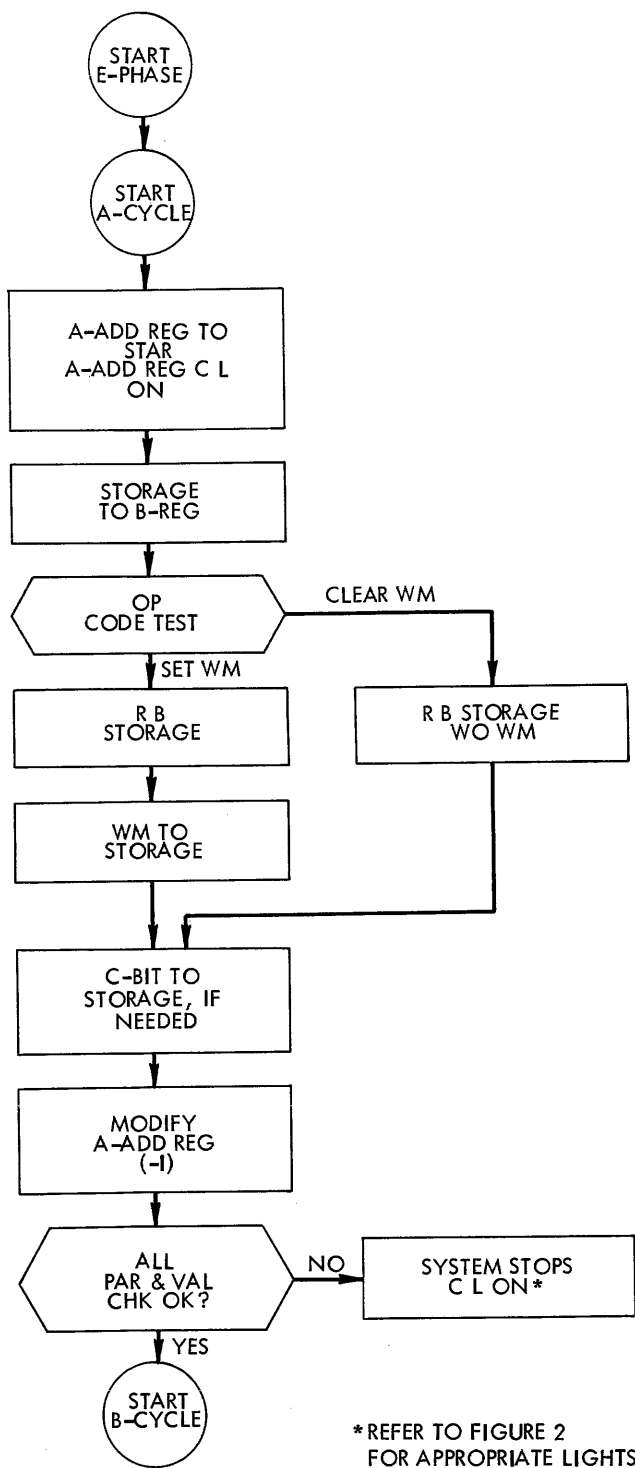 START
E-PHASE
START
A-CYCLE
A-ADD REG TO
STAR
A-ADD REG C L
ON
STORAGE
TO B-REG
OP
CODE TEST
CLEAR WM
SET WM
R B
STORAGE
R B STORAGE
WO WM
WM TO
STORAGE
C-BIT TO
STORAGE, IF
NEEDED
MODIFY
A-ADD REG
(-1)
ALL
PAR & VAL
CHK OK?
NO
SYSTEM STOPS
C L ON*
YES
START
B-CYCLE
*REFER TO FIGURE 2
FOR APPROPRIATE LIGHTS